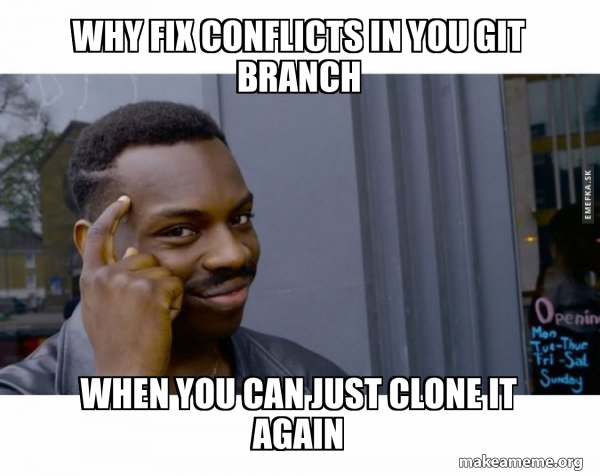 WHY FIX CONFLICTS IN YOU GIT
BRANCH
EMEFKA.SK
Opening
Mon
Tue-Thur
Fri-Sat
Sunday
WHEN YOU CAN JUST CLONE IT
AGAIN
makeameme.org